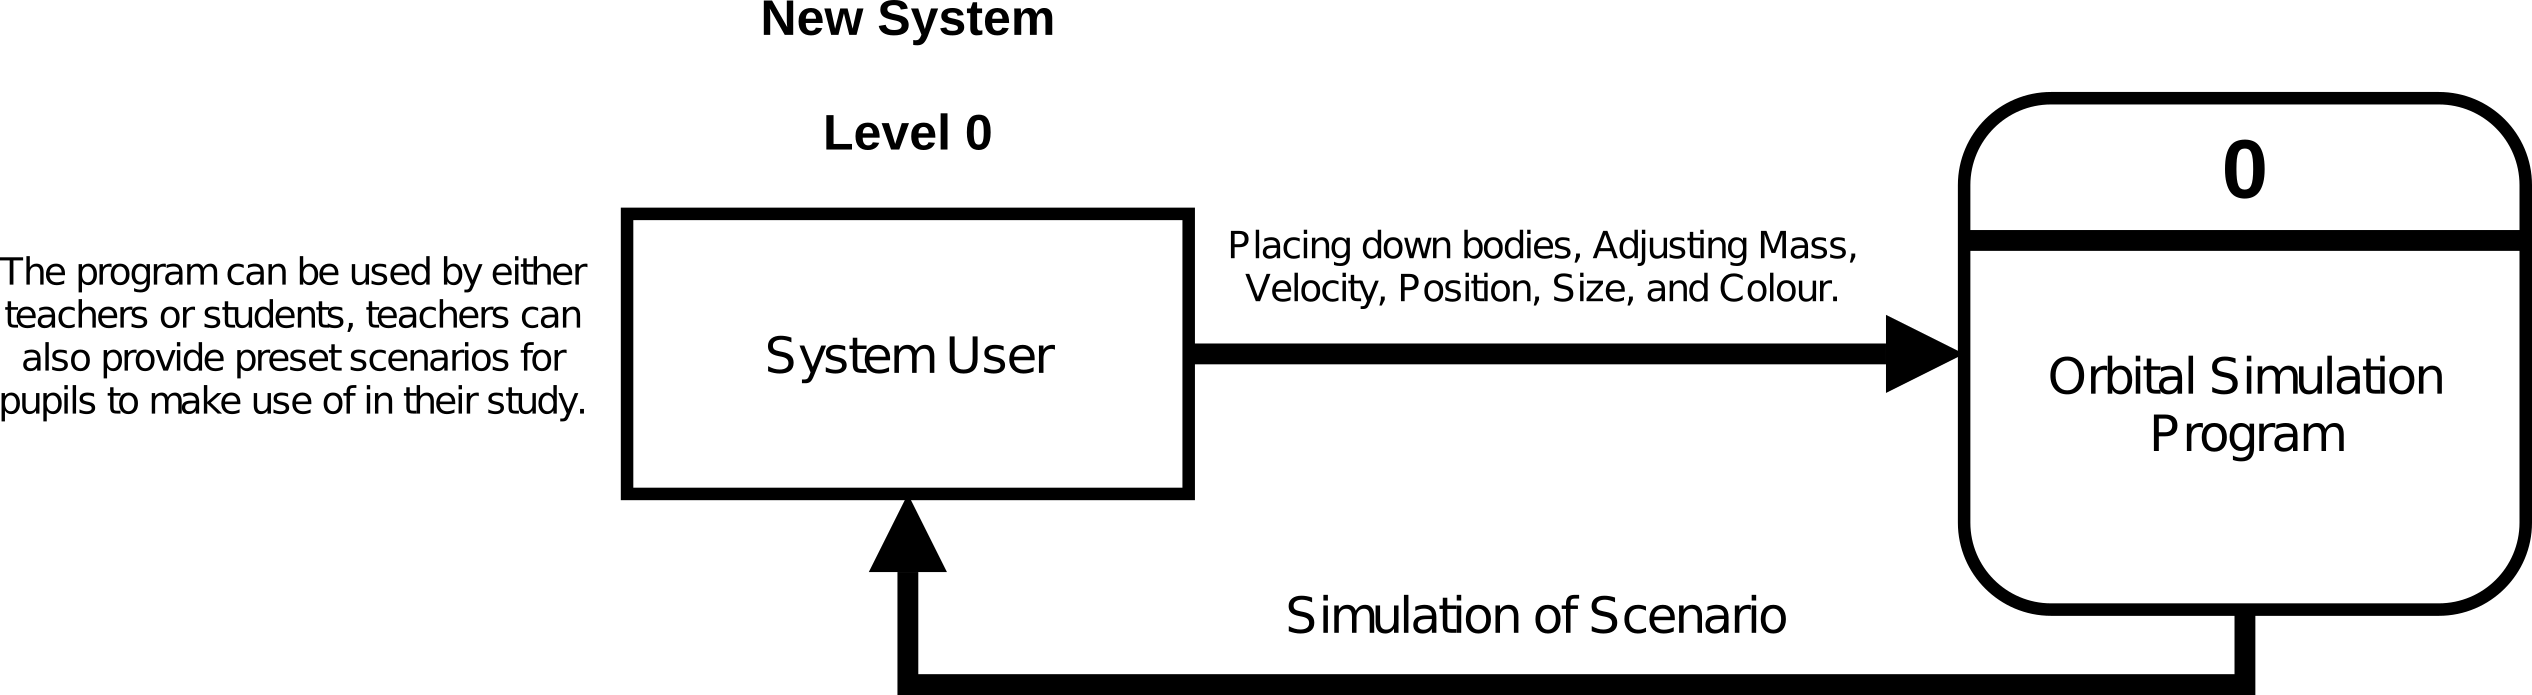 New System
Level 0
0
The program can be used by either
teachers or students, teachers can
also provide preset scenarios for
pupils to make use of in their study.
System User
Placing down bodies, Adjusting Mass,
Velocity, Position, Size, and Colour.
Orbital Simulation
Program
Simulation of Scenario